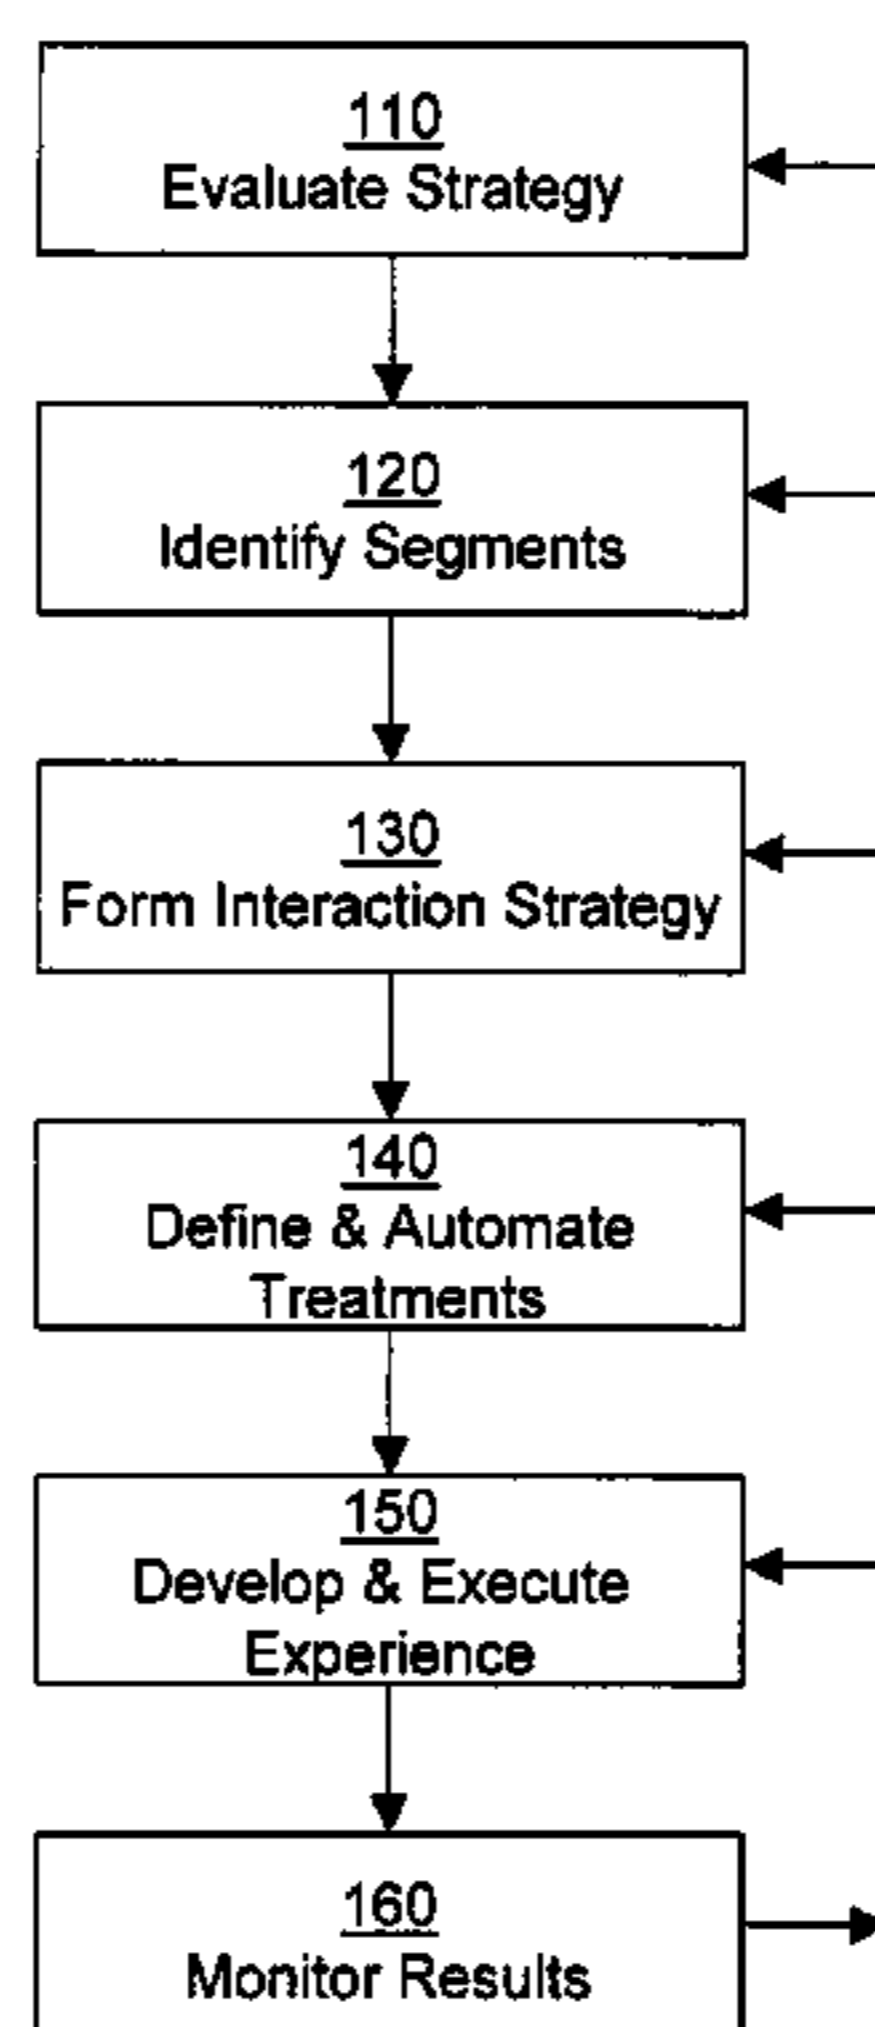 110
Evaluate Strategy
120
Identify Segments
130
Form Interaction Strategy
140
Define & Automate
Treatments
150
Develop & Execute
Experience
160
Monitor Results